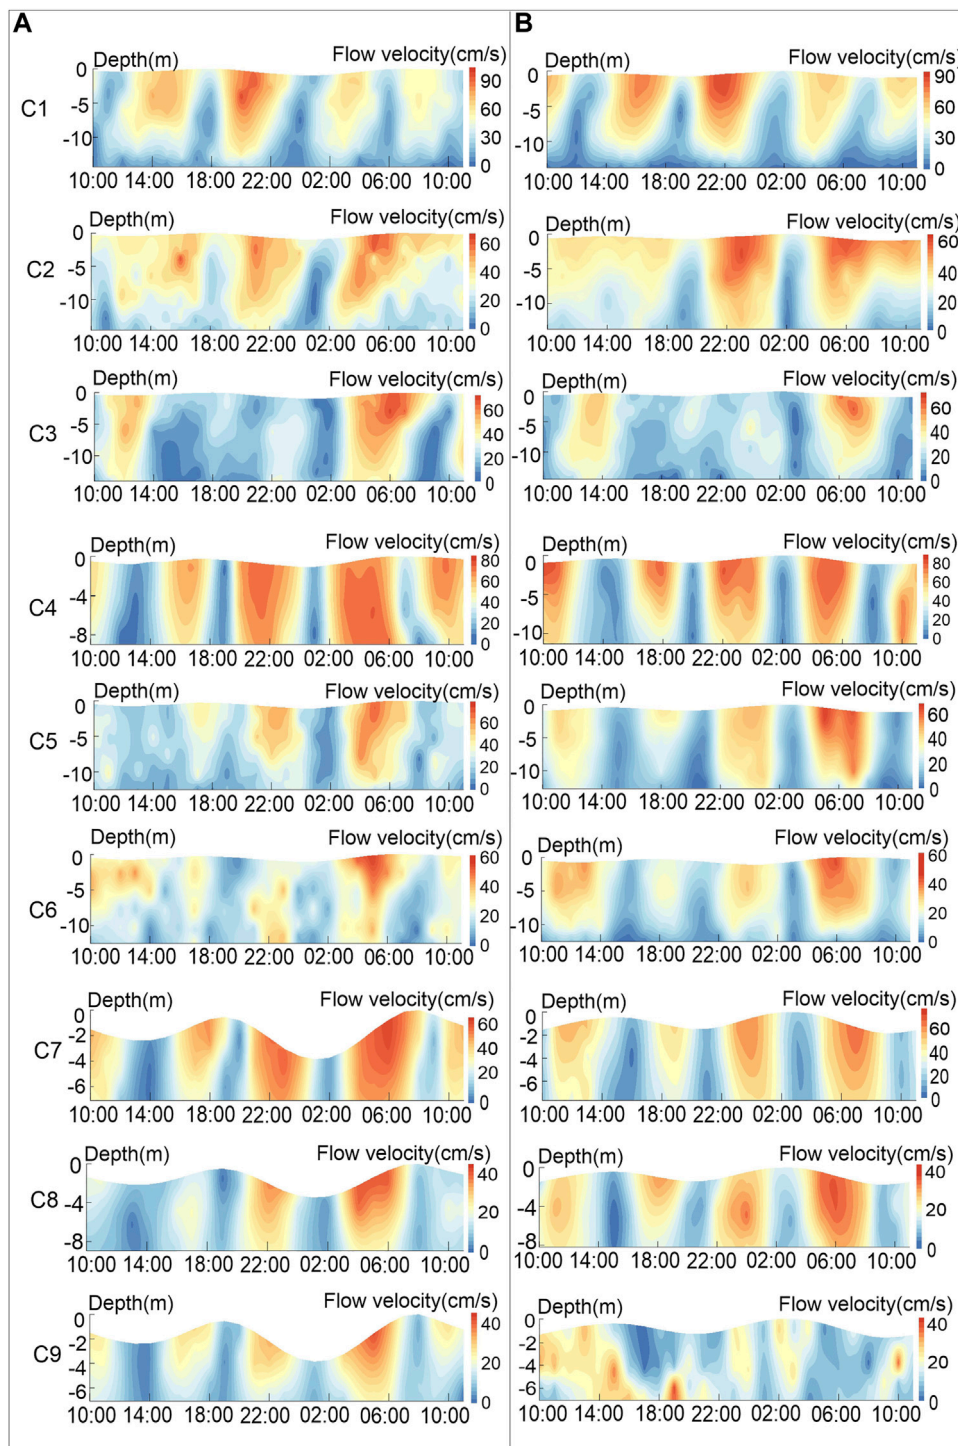 A B
Depth(m) Flow velocity(cm/s) Depth(m) Flow velocity(cm/s)
C1
0 -5 -10 90 60 30 0 0 -5 -10 90 60 30 0
10:00 14:00 18:00 22:00 02:00 06:00 10:00 10:00 14:00 18:00 22:00 02:00 06:00 10:00
Depth(m) Flow velocity(cm/s) Depth(m) Flow velocity(cm/s)
C2
0 -5 -10 60 40 20 0 0 -5 -10 60 40 20 0
10:00 14:00 18:00 22:00 02:00 06:00 10:00 10:00 14:00 18:00 22:00 02:00 06:00 10:00
Depth(m) Flow velocity(cm/s) Depth(m) Flow velocity(cm/s)
C3
0 -5 -10 60 40 20 0 0 -5 -10 60 40 20 0
10:00 14:00 18:00 22:00 02:00 06:00 10:00 10:00 14:00 18:00 22:00 02:00 06:00 10:00
Depth(m) Flow velocity(cm/s) Depth(m) Flow velocity(cm/s)
C4
0 -4 -8 80 60 40 20 0 0 -5 -10 80 60 40 20 0
10:00 14:00 18:00 22:00 02:00 06:00 10:00 10:00 14:00 18:00 22:00 02:00 06:00 10:00
Depth(m) Flow velocity(cm/s) Depth(m) Flow velocity(cm/s)
C5
0 -5 -10 60 40 20 0 0 -5 -10 60 40 20 0
10:00 14:00 18:00 22:00 02:00 06:00 10:00 10:00 14:00 18:00 22:00 02:00 06:00 10:00
Depth(m) Flow velocity(cm/s) Depth(m) Flow velocity(cm/s)
C6
0 -5 -10 60 40 20 0 0 -5 -10 60 40 20 0
10:00 14:00 18:00 22:00 02:00 06:00 10:00 10:00 14:00 18:00 22:00 02:00 06:00 10:00
Depth(m) Flow velocity(cm/s) Depth(m) Flow velocity(cm/s)
C7
0 -2 -4 -6 60 40 20 0 0 -2 -4 -6 60 40 20 0
10:00 14:00 18:00 22:00 02:00 06:00 10:00 10:00 14:00 18:00 22:00 02:00 06:00 10:00
Depth(m) Flow velocity(cm/s) Depth(m) Flow velocity(cm/s)
C8
0 -4 -8 40 20 0 0 -4 -8 40 20 0
10:00 14:00 18:00 22:00 02:00 06:00 10:00 10:00 14:00 18:00 22:00 02:00 06:00 10:00
Depth(m) Flow velocity(cm/s) Depth(m) Flow velocity(cm/s)
C9
0 -2 -4 -6 40 20 0 0 -2 -4 -6 40 20 0
10:00 14:00 18:00 22:00 02:00 06:00 10:00 10:00 14:00 18:00 22:00 02:00 06:00 10:00